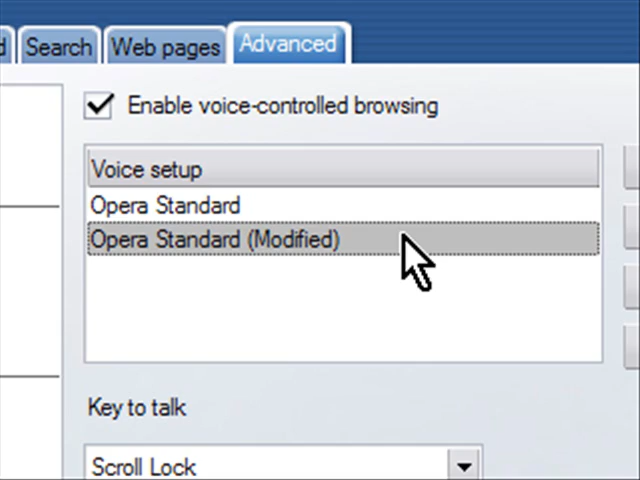 Search Web pages Advanced
Enable voice-controlled browsing
Voice setup
Opera Standard
Opera Standard (Modified)
Key to talk
Scroll Lock